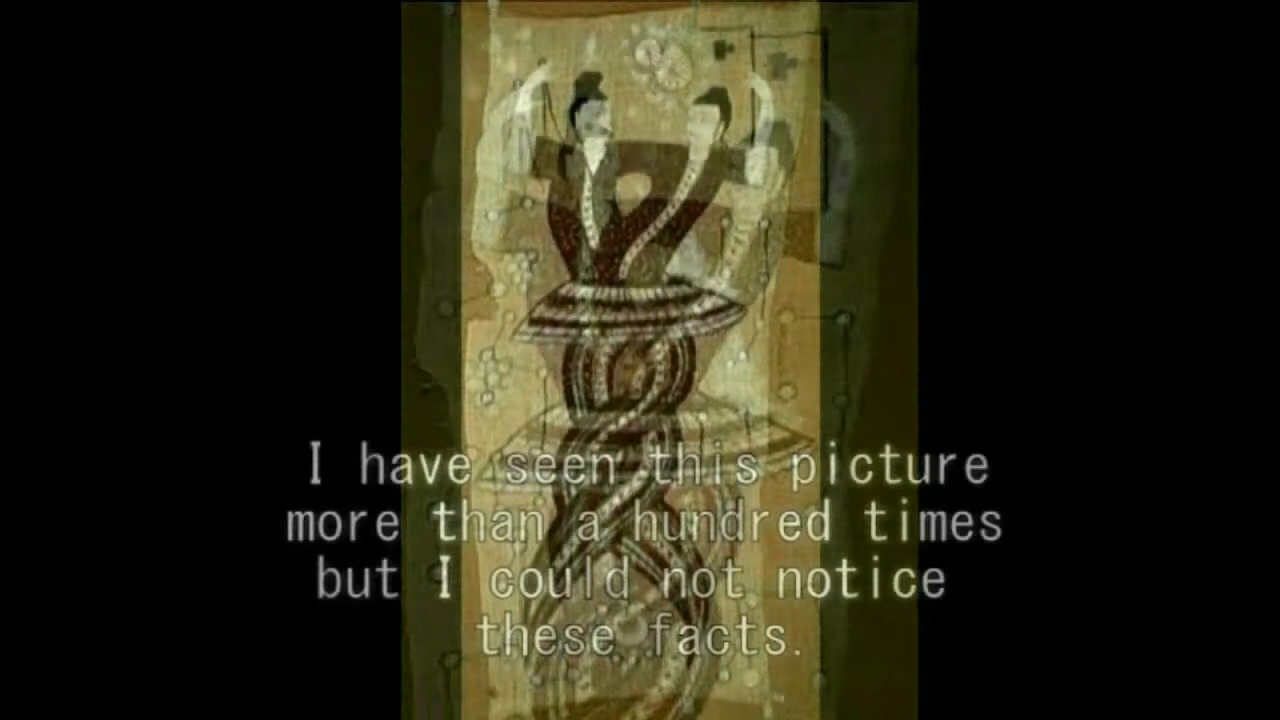 I have seen this picture
more than a hundred times
but I could not notice
these facts.